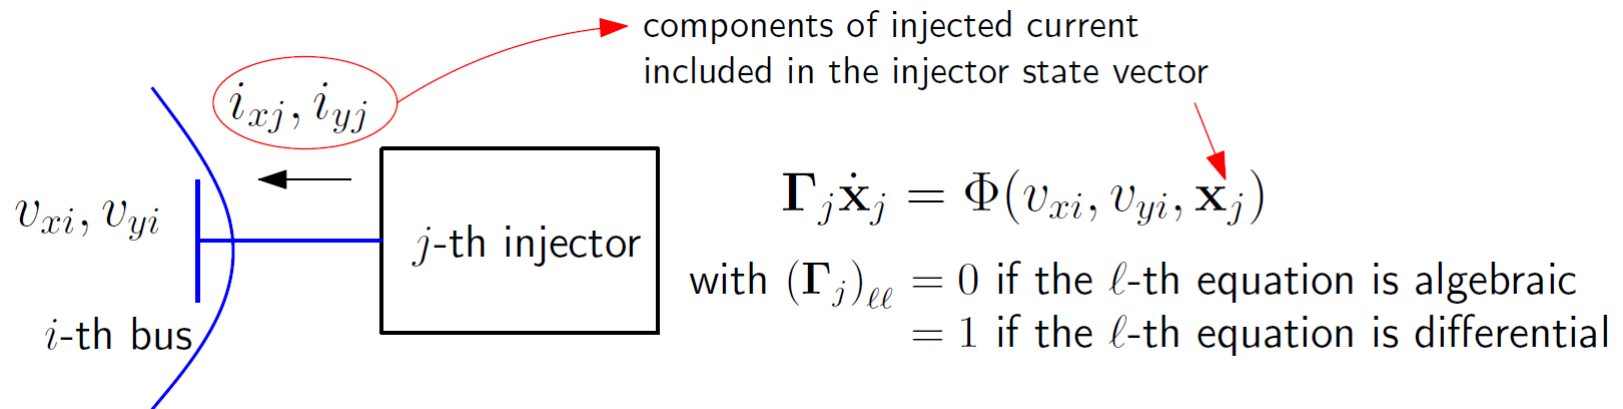 components of injected current
included in the injector state vector
i_{xj}, i_{yj}
v_{xi}, v_{yi}
j-th injector
i-th bus
Γ_j ẋ_j = Φ(v_{xi}, v_{yi}, x_j)
with (Γ_j)_{ℓℓ} = 0 if the ℓ-th equation is algebraic
= 1 if the ℓ-th equation is differential